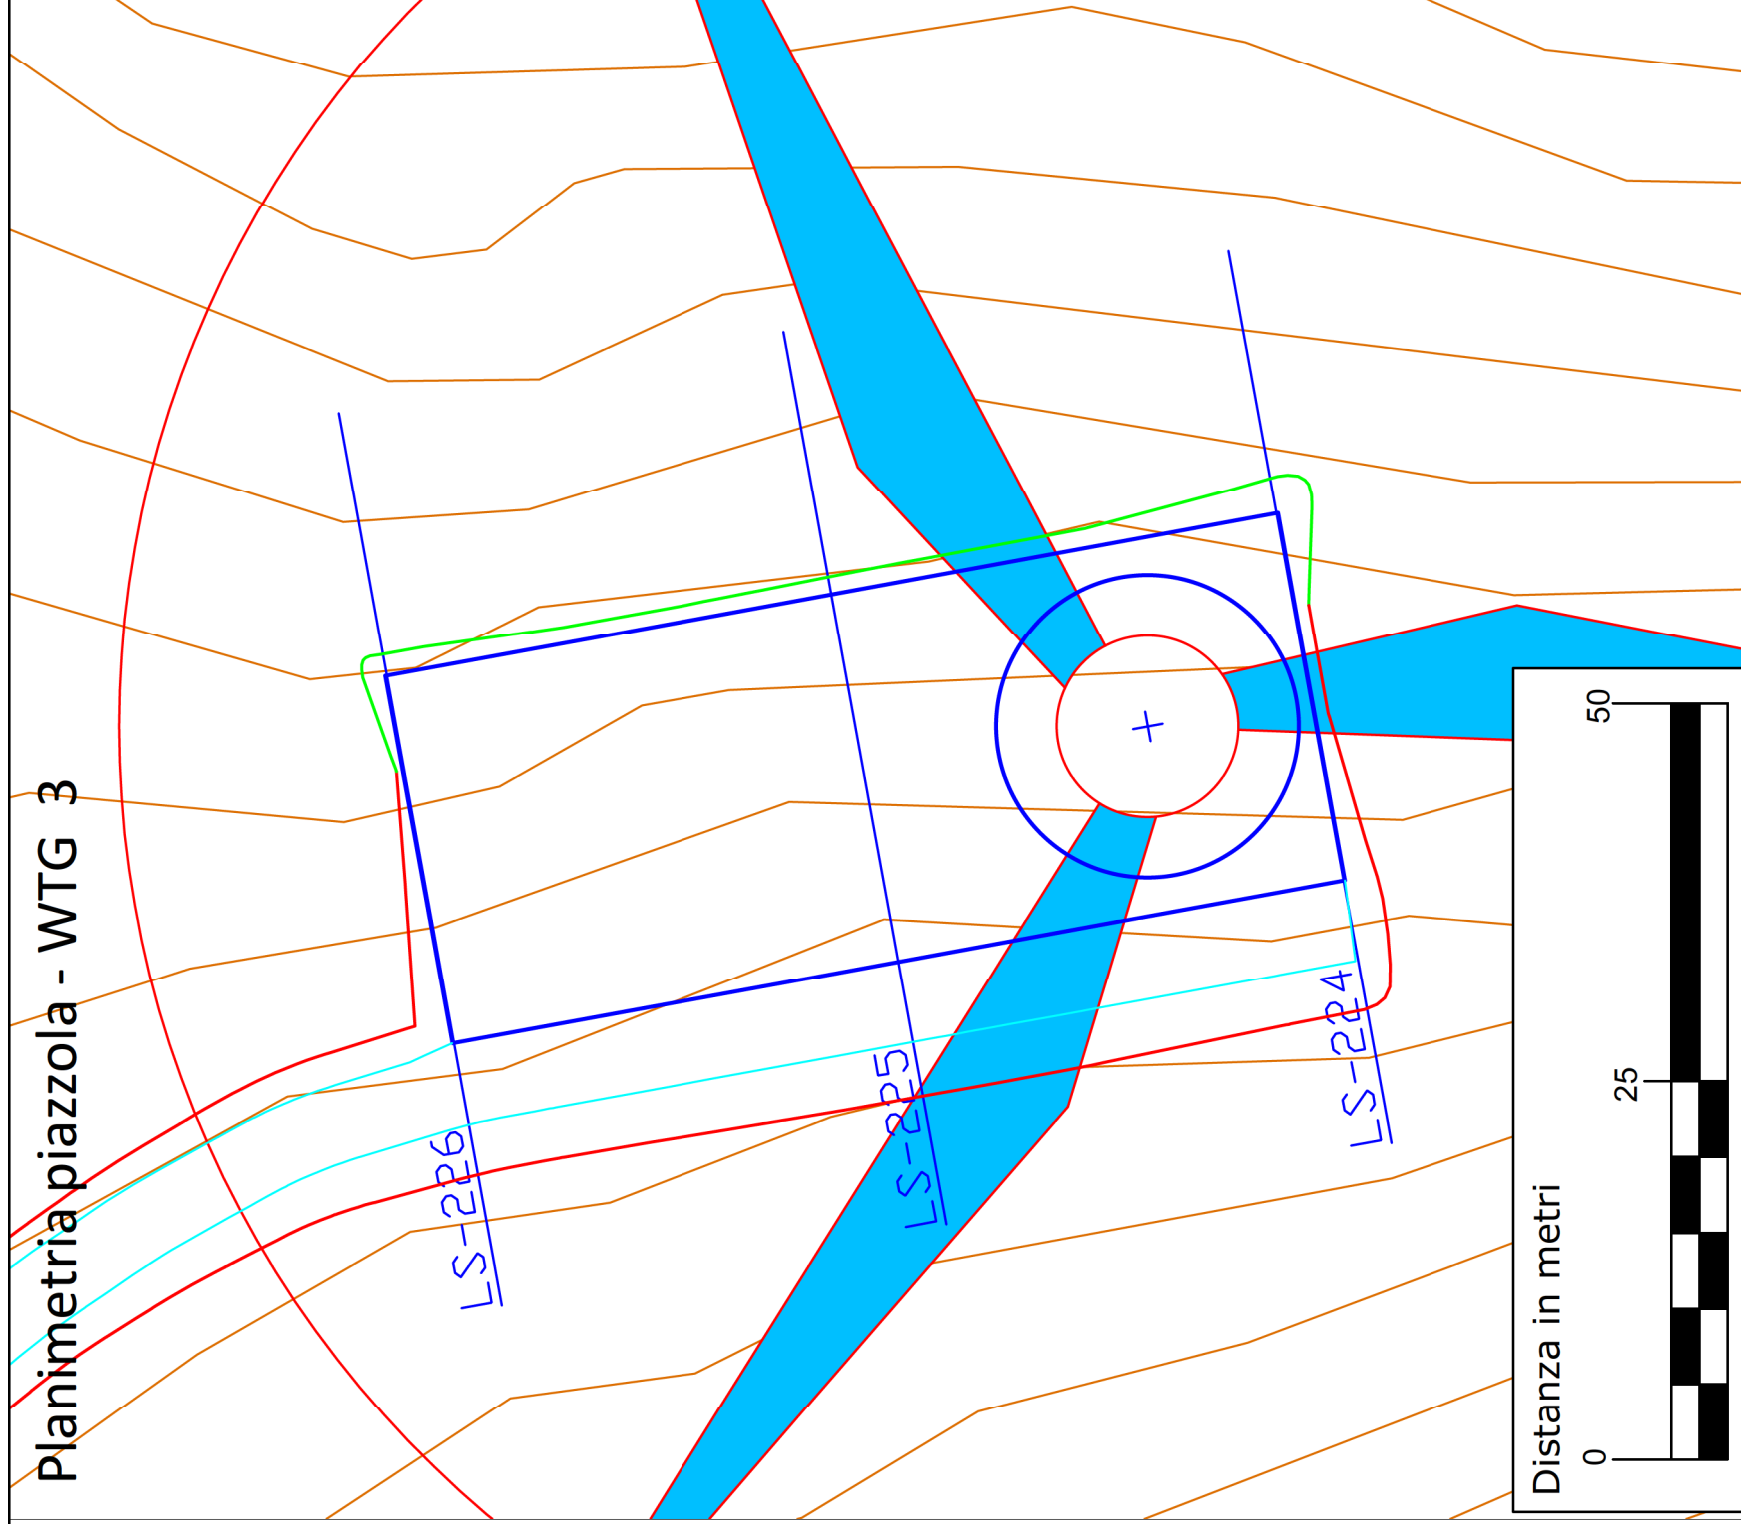 Planimetria piazzola - WTG 3
LS-226
LS-225
LS-224
Distanza in metri
0
25
50